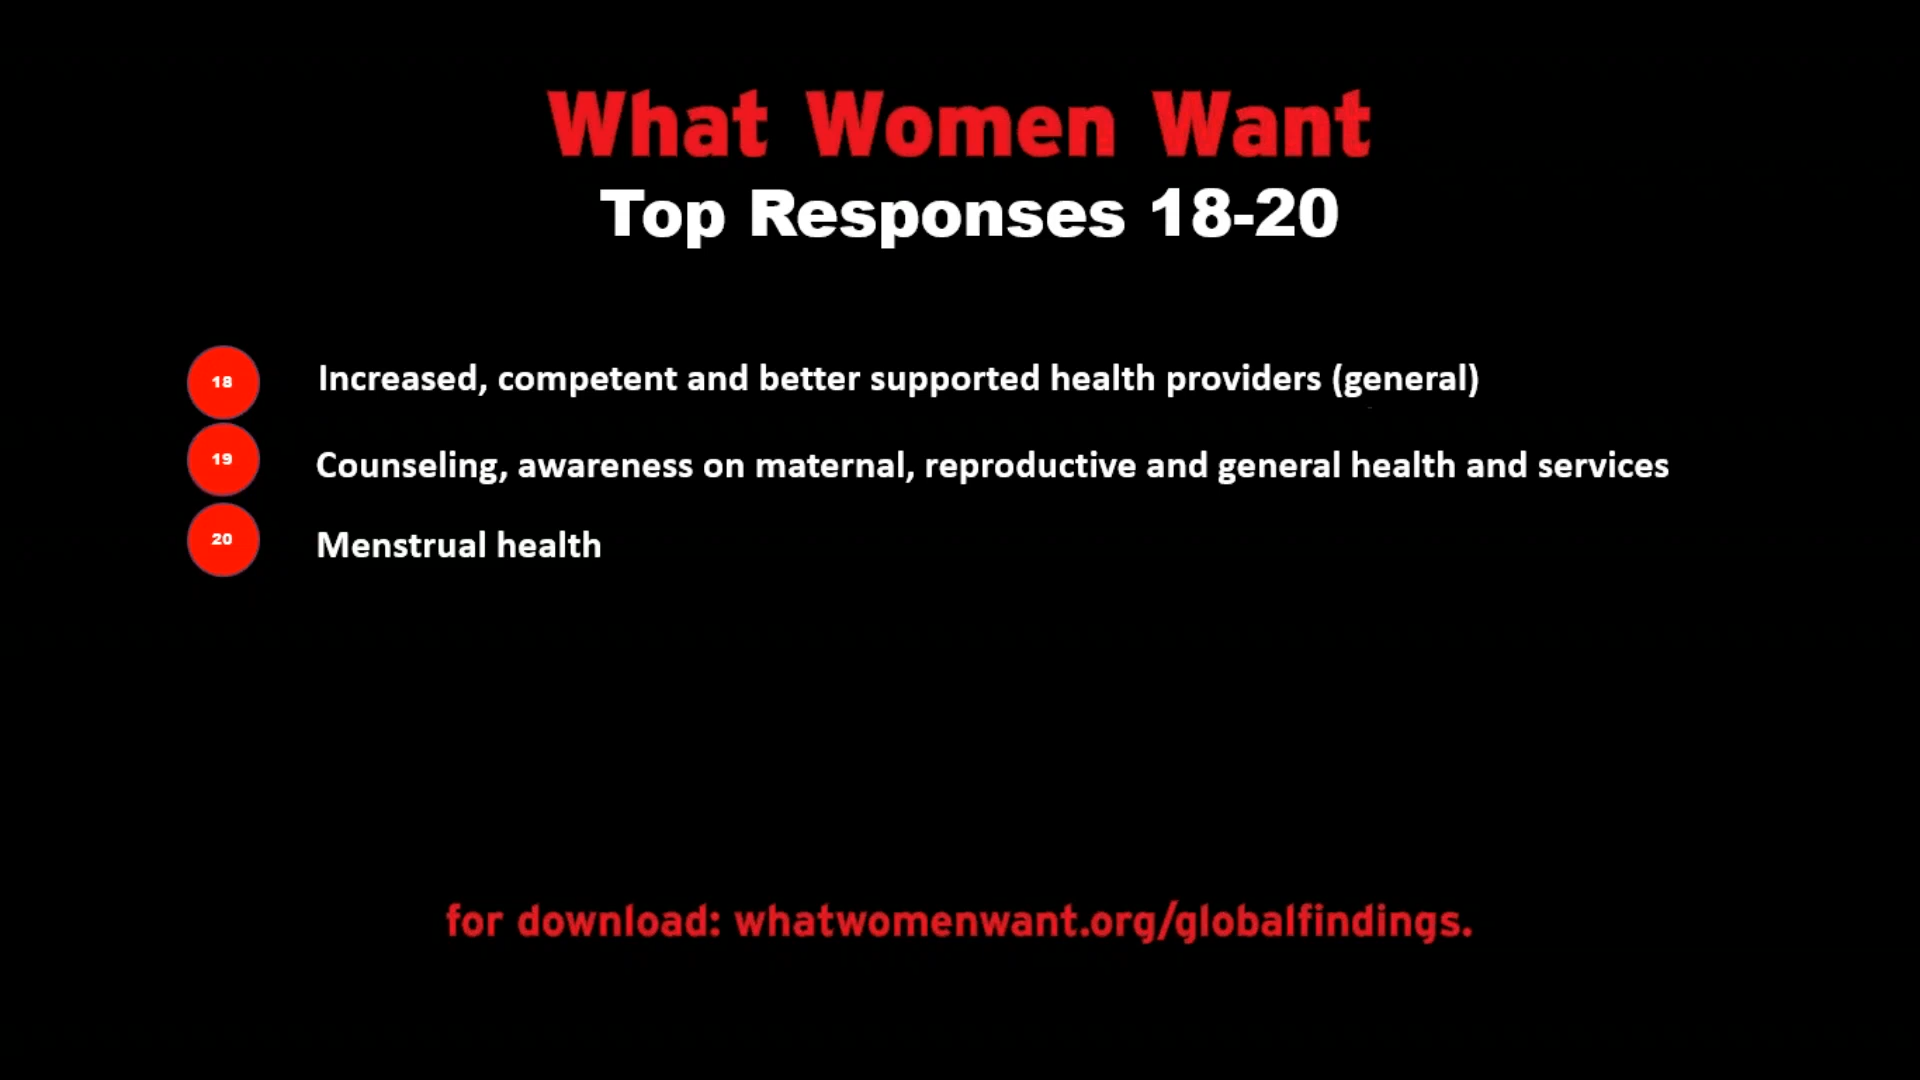 What Women Want
Top Responses 18-20
18 Increased, competent and better supported health providers (general)
19 Counseling, awareness on maternal, reproductive and general health and services
20 Menstrual health
for download: whatwomenwant.org/globalfindings.